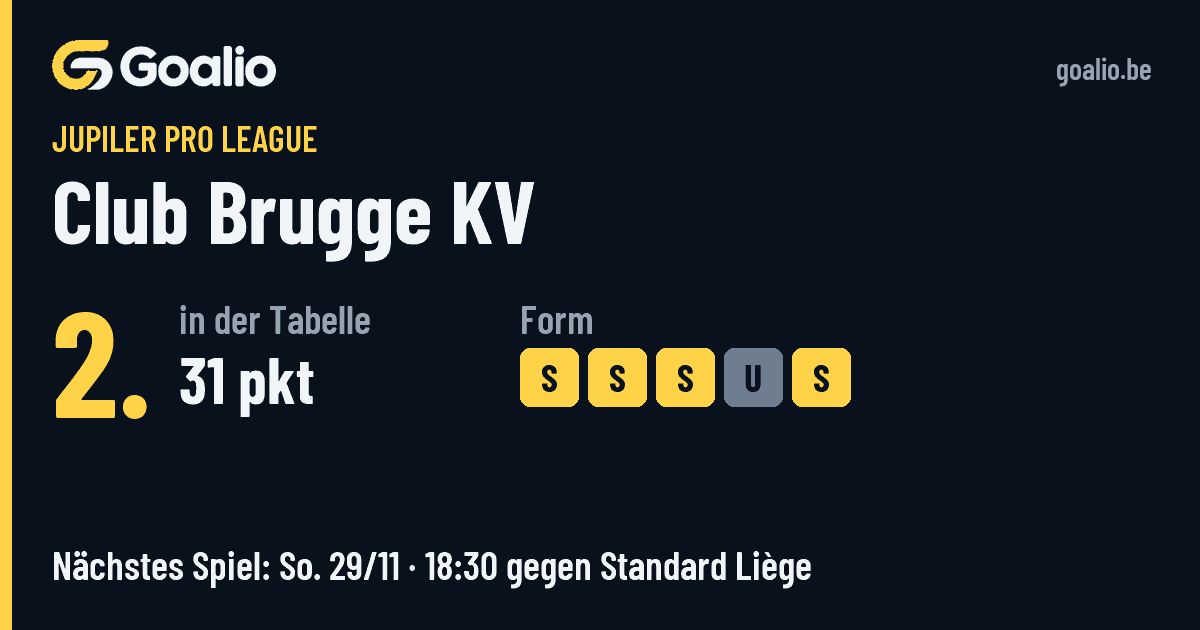 Goalio
goalio.be
JUPILER PRO LEAGUE
Club Brugge KV
2.
in der Tabelle
31 pkt
Form
S S S U S
Nächstes Spiel: So. 29/11 · 18:30 gegen Standard Liège